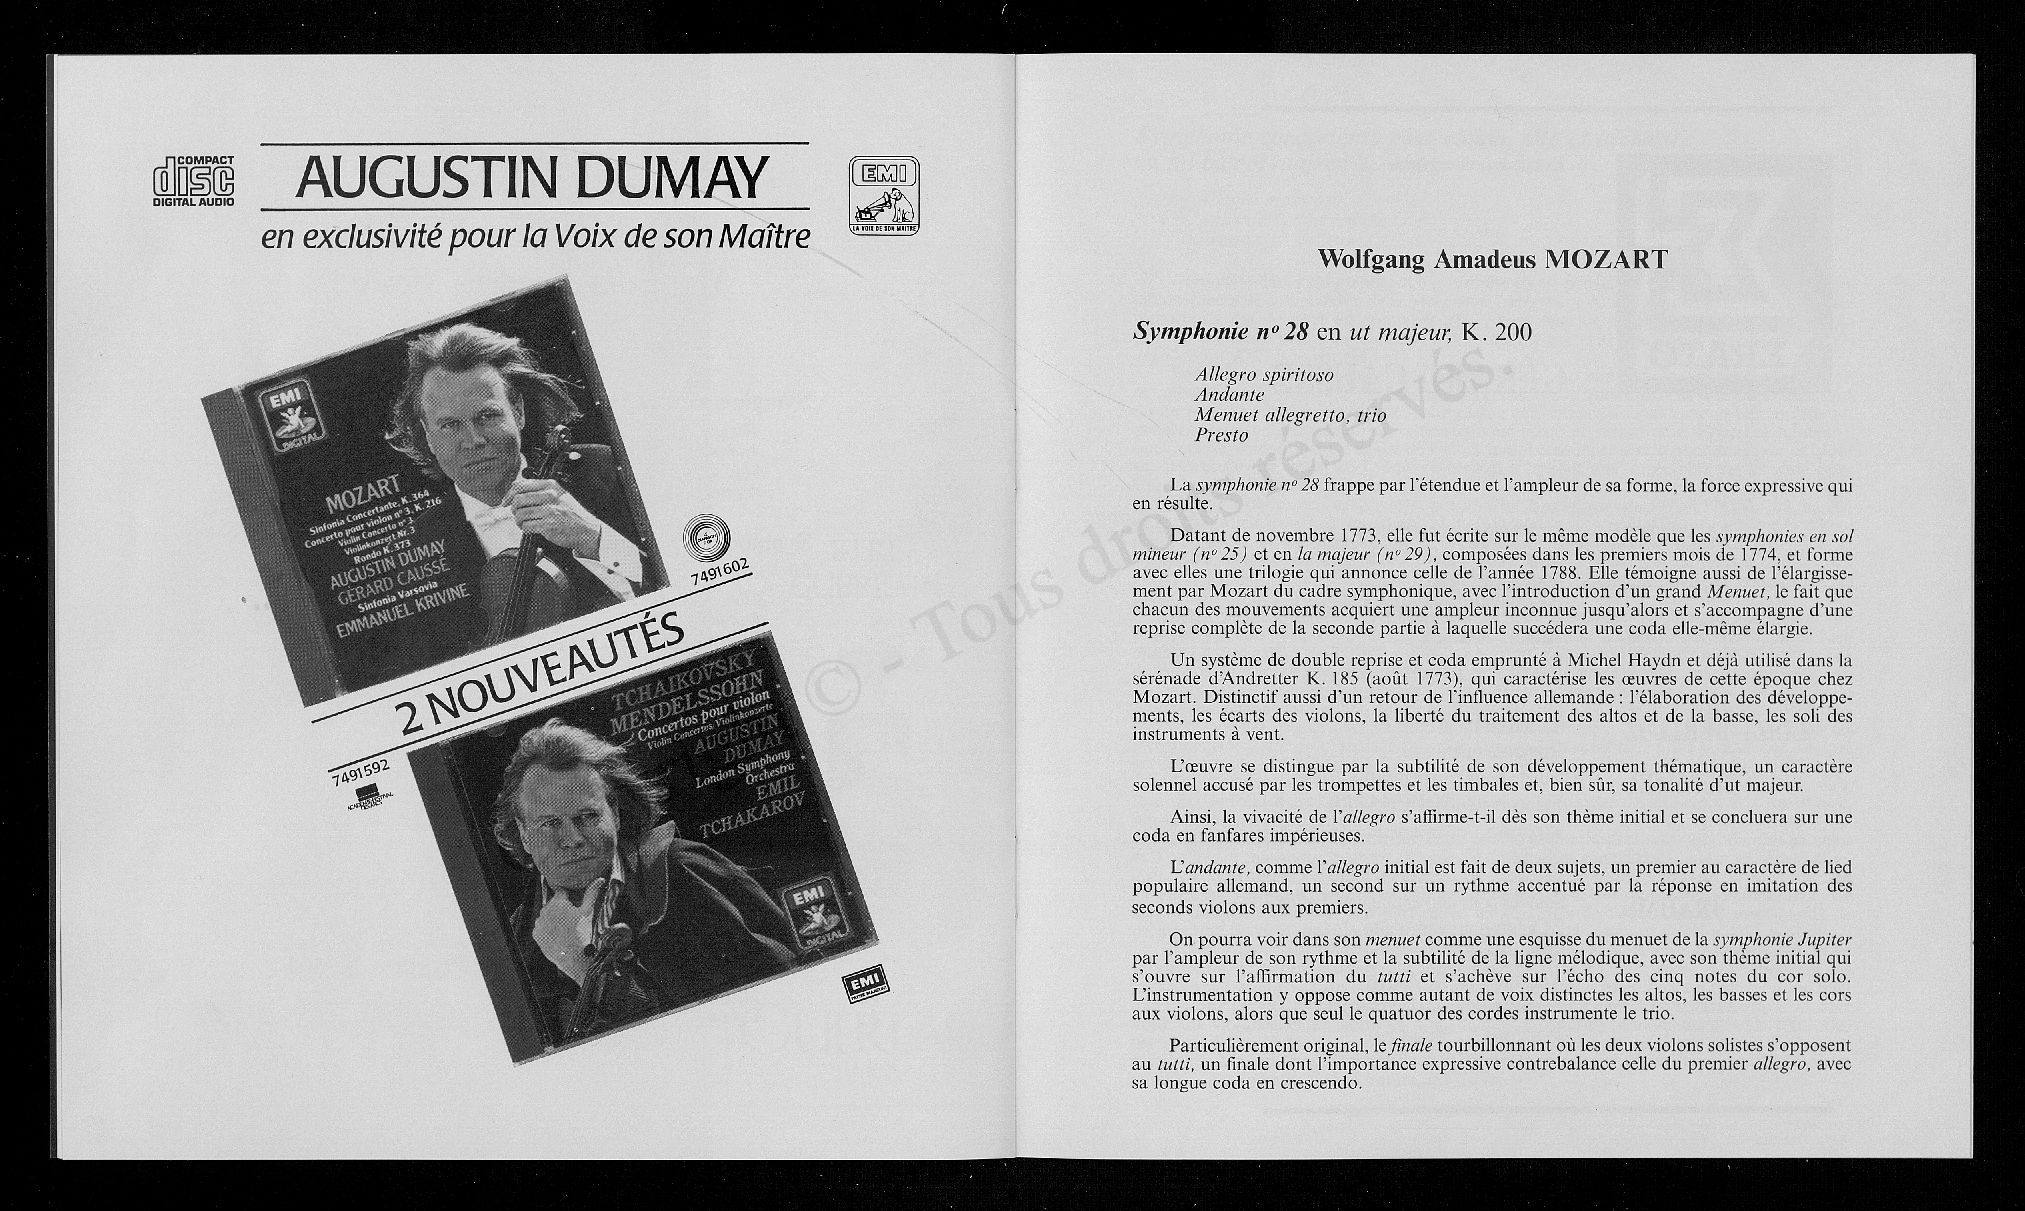 COMPACT
disc
DIGITAL AUDIO
AUGUSTIN DUMAY
en exclusivité pour la Voix de son Maître
EMI
LA VOIX DE SON MAITRE
EMI
DIGITAL
MOZART
Sinfonia Concertante, K. 364
Concerto pour violon nº 3, K. 216
Violin Concerto nº 3
Violinkonzert Nr. 3
Rondo K. 373
AUGUSTIN DUMAY
GÉRARD CAUSSÉ
Sinfonia Varsovia
EMMANUEL KRIVINE
7491602
2 NOUVEAUTÉS
7491592
TCHAIKOVSKY
MENDELSSOHN
Concertos pour violon
Violin Concertos, Violinkonzerte
AUGUSTIN
DUMAY
London Symphony
Orchestra
EMIL
TCHAKAROV
EMI
DIGITAL
EMI
Wolfgang Amadeus MOZART
Symphonie nº 28 en ut majeur, K. 200
Allegro spiritoso
Andante
Menuet allegretto, trio
Presto
La symphonie nº 28 frappe par l'étendue et l'ampleur de sa forme, la force expressive qui
en résulte.
Datant de novembre 1773, elle fut écrite sur le même modèle que les symphonies en sol
mineur (nº 25) et en la majeur (nº 29), composées dans les premiers mois de 1774, et forme
avec elles une trilogie qui annonce celle de l'année 1788. Elle témoigne aussi de l'élargisse-
ment par Mozart du cadre symphonique, avec l'introduction d'un grand Menuet, le fait que
chacun des mouvements acquiert une ampleur inconnue jusqu'alors et s'accompagne d'une
reprise complète de la seconde partie à laquelle succédera une coda elle-même élargie.
Un système de double reprise et coda emprunté à Michel Haydn et déjà utilisé dans la
sérénade d'Andretter K. 185 (août 1773), qui caractérise les œuvres de cette époque chez
Mozart. Distinctif aussi d'un retour de l'influence allemande : l'élaboration des développe-
ments, les écarts des violons, la liberté du traitement des altos et de la basse, les soli des
instruments à vent.
L'œuvre se distingue par la subtilité de son développement thématique, un caractère
solennel accusé par les trompettes et les timbales et, bien sûr, sa tonalité d'ut majeur.
Ainsi, la vivacité de l'allegro s'affirme-t-il dès son thème initial et se concluera sur une
coda en fanfares impérieuses.
L'andante, comme l'allegro initial est fait de deux sujets, un premier au caractère de lied
populaire allemand, un second sur un rythme accentué par la réponse en imitation des
seconds violons aux premiers.
On pourra voir dans son menuet comme une esquisse du menuet de la symphonie Jupiter
par l'ampleur de son rythme et la subtilité de la ligne mélodique, avec son thème initial qui
s'ouvre sur l'affirmation du tutti et s'achève sur l'écho des cinq notes du cor solo.
L'instrumentation y oppose comme autant de voix distinctes les altos, les basses et les cors
aux violons, alors que seul le quatuor des cordes instrumente le trio.
Particulièrement original, le finale tourbillonnant où les deux violons solistes s'opposent
au tutti, un finale dont l'importance expressive contrebalance celle du premier allegro, avec
sa longue coda en crescendo.
© - Tous droits réservés.